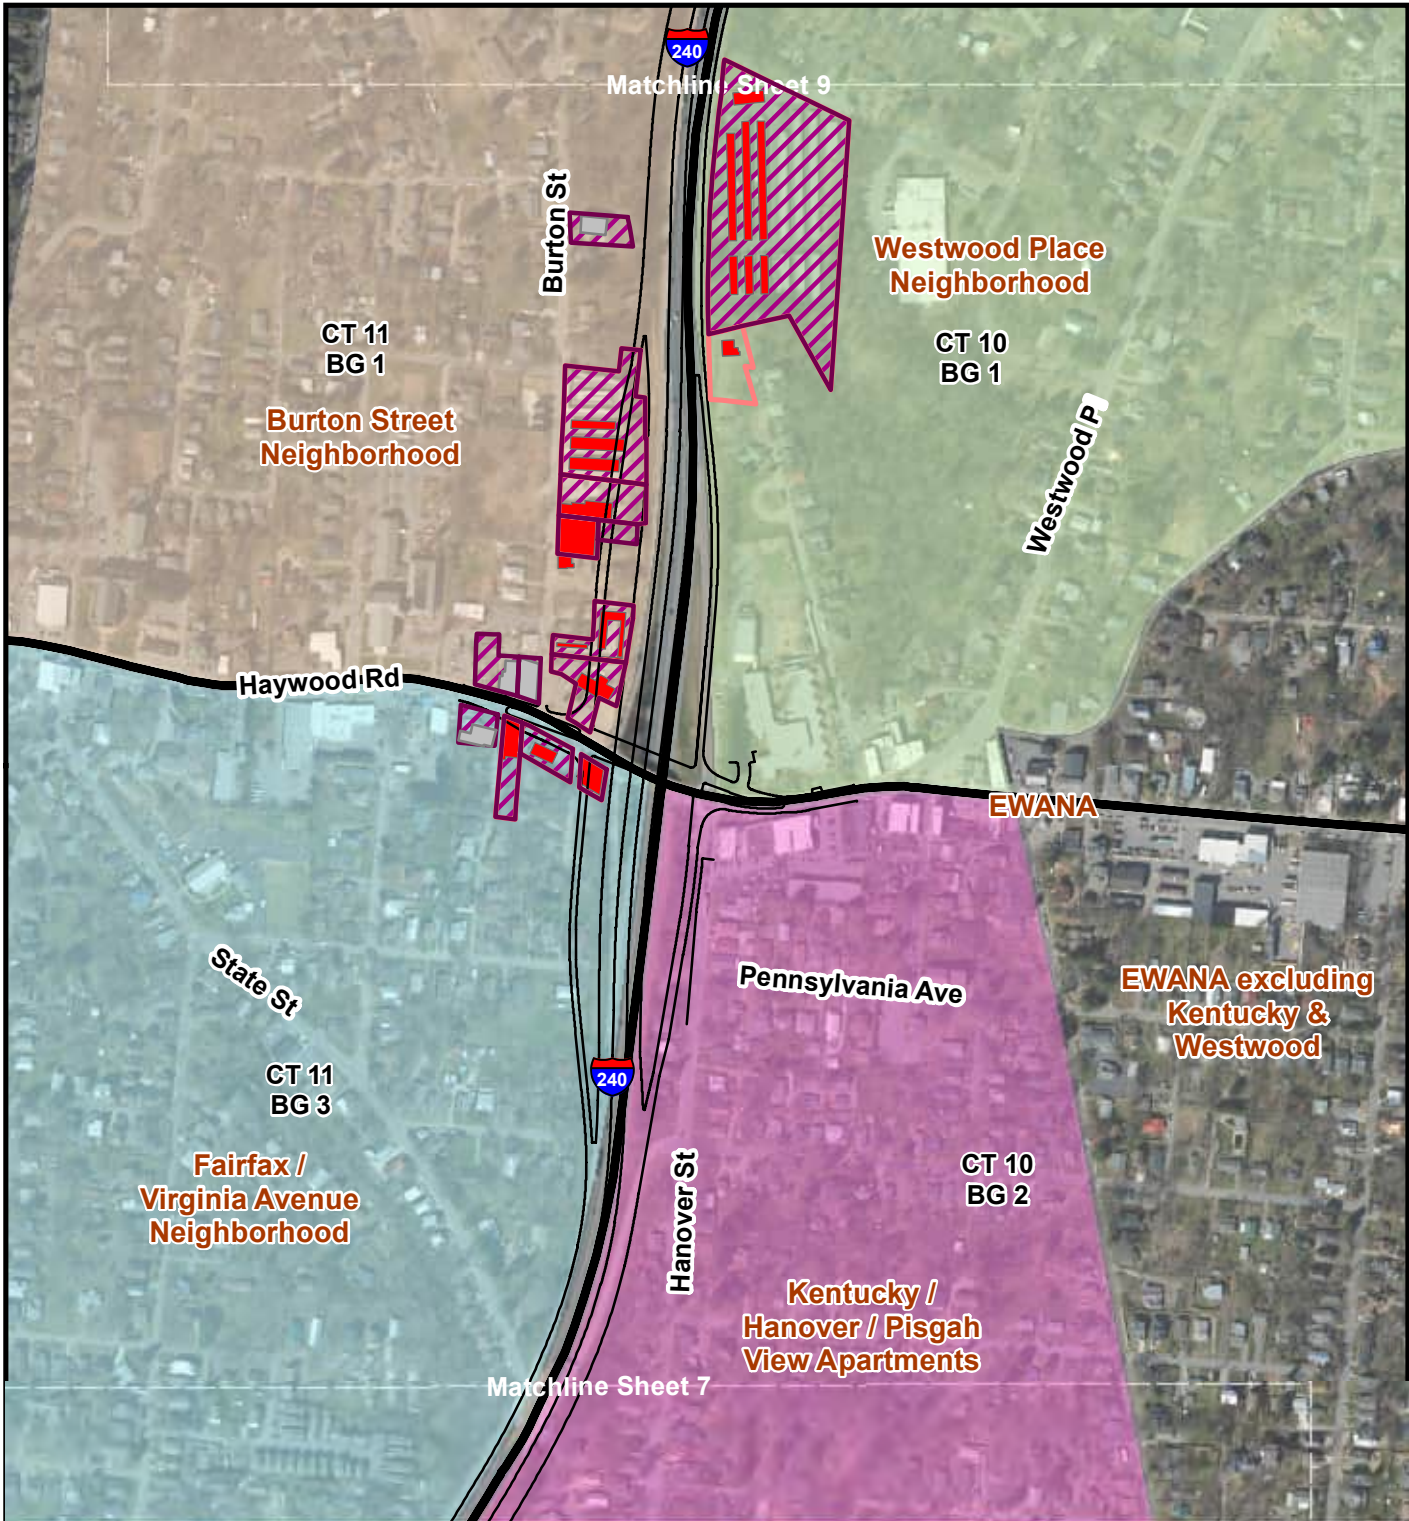 240
Matchline Sheet 9
Burton St
Westwood Place
Neighborhood
CT 11
BG 1
CT 10
BG 1
Burton Street
Neighborhood
Westwood P
Haywood Rd
EWANA
State St
Pennsylvania Ave
EWANA excluding
Kentucky &
Westwood
240
CT 11
BG 3
Fairfax /
Virginia Avenue
Neighborhood
Hanover St
CT 10
BG 2
Kentucky /
Hanover / Pisgah
View Apartments
Matchline Sheet 7